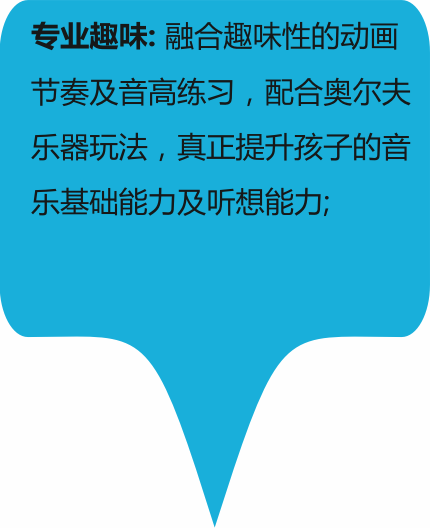 专业趣味: 融合趣味性的动画
节奏及音高练习，配合奥尔夫
乐器玩法，真正提升孩子的音
乐基础能力及听想能力;